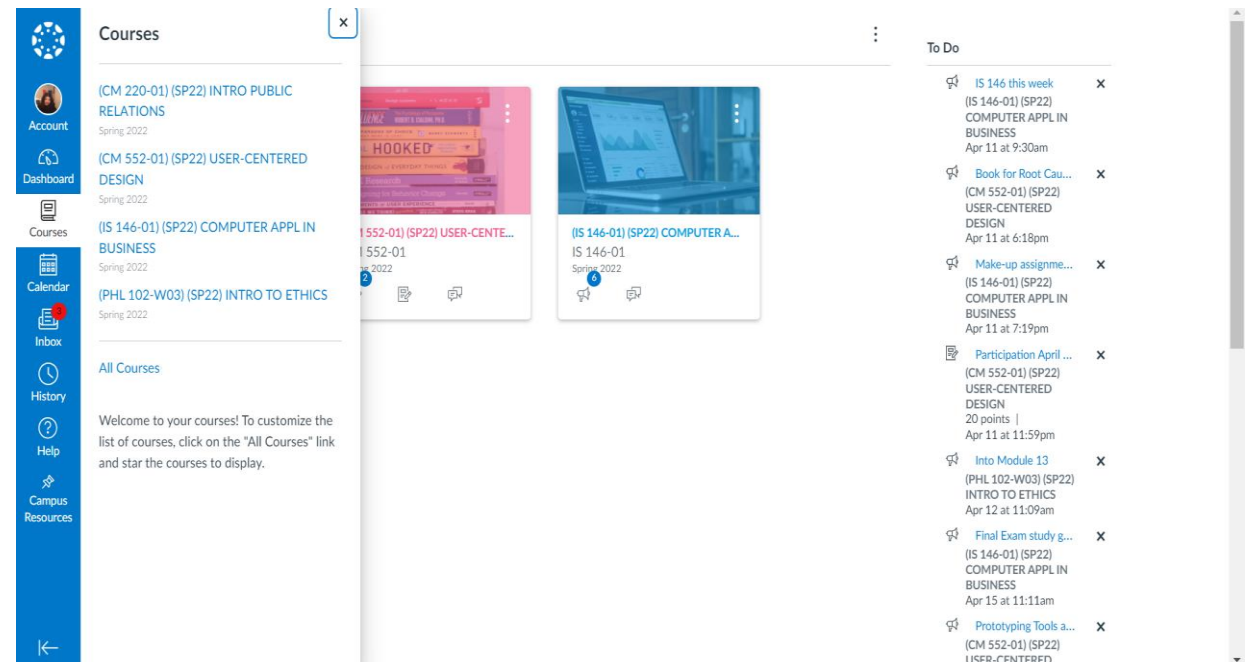 Account
Dashboard
Courses
Calendar
3
Inbox
History
Help
Campus
Resources
Courses
x
(CM 220-01) (SP22) INTRO PUBLIC
RELATIONS
Spring 2022
(CM 552-01) (SP22) USER-CENTERED
DESIGN
Spring 2022
(IS 146-01) (SP22) COMPUTER APPL IN
BUSINESS
Spring 2022
(PHL 102-W03) (SP22) INTRO TO ETHICS
Spring 2022
All Courses
Welcome to your courses! To customize the
list of courses, click on the "All Courses" link
and star the courses to display.
HOOKED
552-01) (SP22) USER-CENTE...
552-01
2022
2
(IS 146-01) (SP22) COMPUTER A...
IS 146-01
Spring 2022
6
To Do
IS 146 this week
(IS 146-01) (SP22)
COMPUTER APPL IN
BUSINESS
Apr 11 at 9:30am
Book for Root Cau...
(CM 552-01) (SP22)
USER-CENTERED
DESIGN
Apr 11 at 6:18pm
Make-up assignme...
(IS 146-01) (SP22)
COMPUTER APPL IN
BUSINESS
Apr 11 at 7:19pm
Participation April ...
(CM 552-01) (SP22)
USER-CENTERED
DESIGN
20 points |
Apr 11 at 11:59pm
Into Module 13
(PHL 102-W03) (SP22)
INTRO TO ETHICS
Apr 12 at 11:09am
Final Exam study g...
(IS 146-01) (SP22)
COMPUTER APPL IN
BUSINESS
Apr 15 at 11:11am
Prototyping Tools a...
(CM 552-01) (SP22)
USER-CENTERED